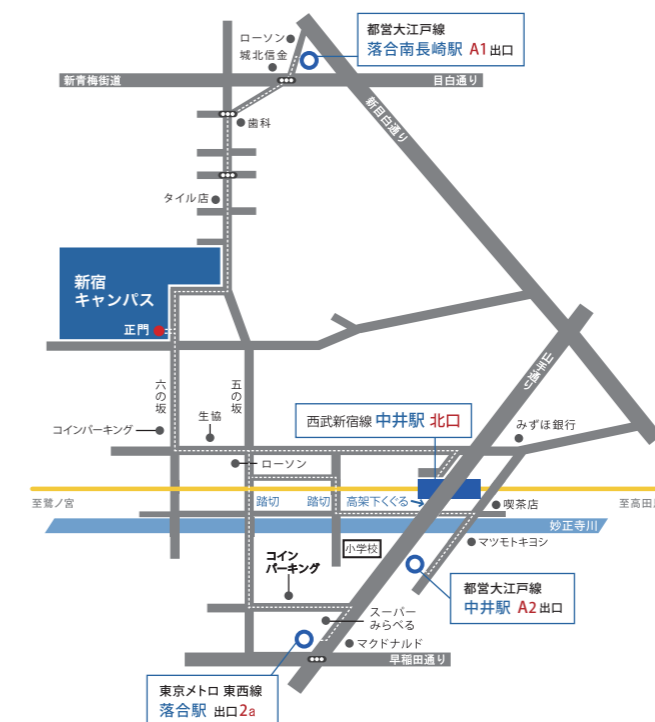 都営大江戸線
落合南長崎駅 A1出口
ローソン
城北信金
新青梅街道
目白通り
新目白通り
歯科
タイル店
新宿
キャンパス
正門
山手通り
六の坂
五の坂
コインパーキング
生協
西武新宿線 中井駅 北口
みずほ銀行
ローソン
至鷺ノ宮
踏切
踏切
高架下くぐる
喫茶店
至高田
妙正寺川
マツモトキヨシ
小学校
コイン
パーキング
都営大江戸線
中井駅 A2出口
スーパー
みらべる
マクドナルド
早稲田通り
東京メトロ 東西線
落合駅 出口2a